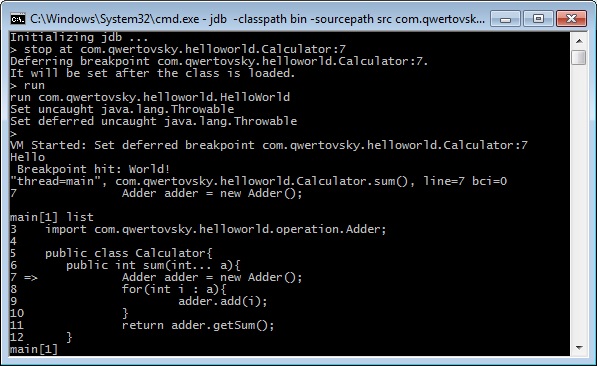 C:\Windows\System32\cmd.exe - jdb -classpath bin -sourcepath src com.qwertovsk...
Initializing jdb ...
> stop at com.qwertovsky.helloworld.Calculator:7
Deferring breakpoint com.qwertovsky.helloworld.Calculator:7.
It will be set after the class is loaded.
> run
run com.qwertovsky.helloworld.HelloWorld
Set uncaught java.lang.Throwable
Set deferred uncaught java.lang.Throwable
>
VM Started: Set deferred breakpoint com.qwertovsky.helloworld.Calculator:7
Hello
 Breakpoint hit: World!
"thread=main", com.qwertovsky.helloworld.Calculator.sum(), line=7 bci=0
7 Adder adder = new Adder();
main[1] list
3 import com.qwertovsky.helloworld.operation.Adder;
4
5 public class Calculator{
6 public int sum(int... a){
7 => Adder adder = new Adder();
8 for(int i : a){
9 adder.add(i);
10 }
11 return adder.getSum();
12 }
main[1]